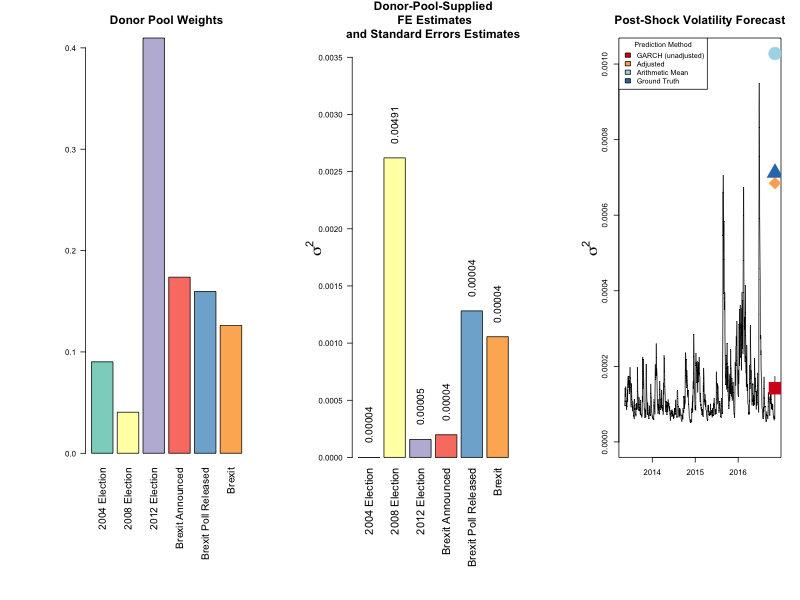 Donor Pool Weights
0.4
0.3
0.2
0.1
0.0
2004 Election
2008 Election
2012 Election
Brexit Announced
Brexit Poll Released
Brexit
Donor-Pool-Supplied
FE Estimates
and Standard Errors Estimates
σ2
0.0035
0.0030
0.0025
0.0020
0.0015
0.0010
0.0005
0.0000
0.00004
0.00491
0.00005
0.00004
0.00004
0.00004
2004 Election
2008 Election
2012 Election
Brexit Announced
Brexit Poll Released
Brexit
Post-Shock Volatility Forecast
σ2
0.0010
0.0008
0.0006
0.0004
0.0002
0.0000
Prediction Method
GARCH (unadjusted)
Adjusted
Arithmetic Mean
Ground Truth
2014
2015
2016